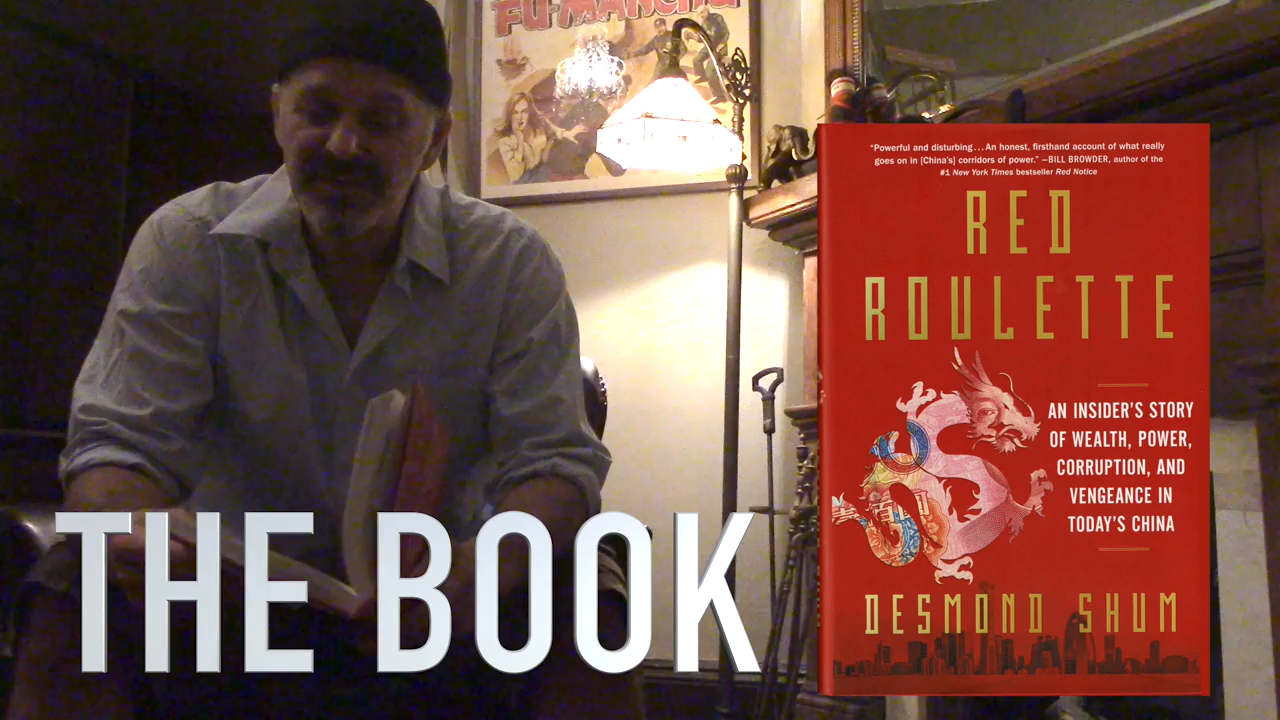 FU-MANCHU
"Powerful and disturbing...An honest, firsthand account of what really
goes on in [China's] corridors of power." —BILL BROWDER, author of the
#1 New York Times bestseller Red Notice
RED
ROULETTE
AN INSIDER'S STORY
OF WEALTH, POWER,
CORRUPTION, AND
VENGEANCE IN
TODAY'S CHINA
DESMOND SHUM
THE BOOK